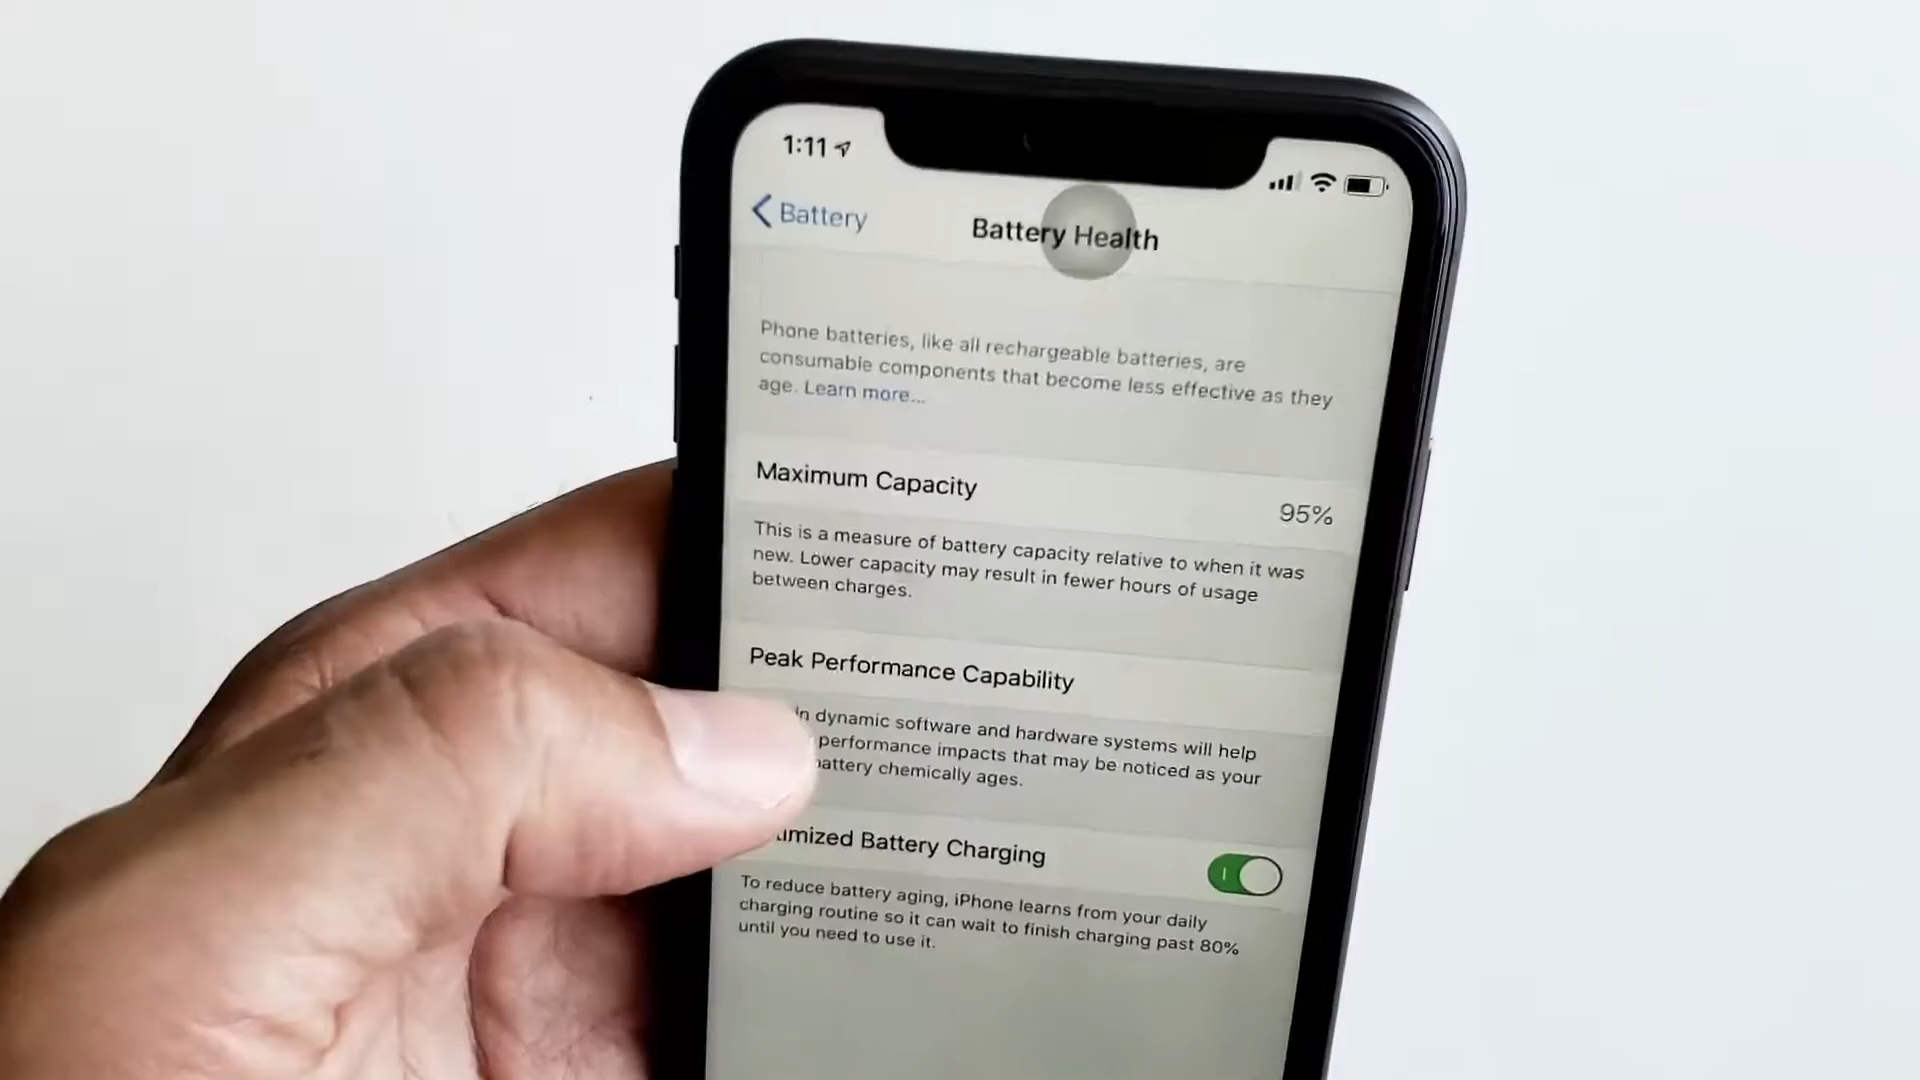 1:11
Battery
Battery Health
Phone batteries, like all rechargeable batteries, are
consumable components that become less effective as they
age. Learn more...
Maximum Capacity
95%
This is a measure of battery capacity relative to when it was
new. Lower capacity may result in fewer hours of usage
between charges.
Peak Performance Capability
dynamic software and hardware systems will help
performance impacts that may be noticed as your
battery chemically ages.
Battery Charging
To reduce battery aging, iPhone learns from your daily
charging routine so it can wait to finish charging past 80%
until you need to use it.